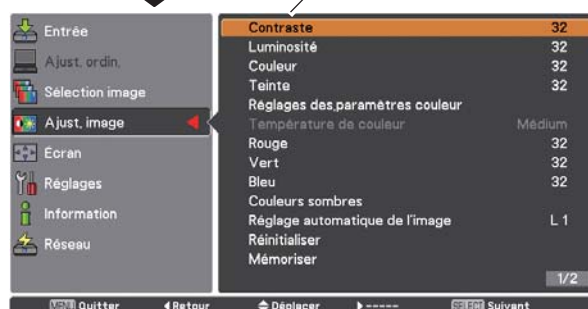 Entrée
Ajust. ordin.
Sélection image
Ajust. image
Écran
Réglages
Information
Réseau
Contraste 32
Luminosité 32
Couleur 32
Teinte 32
Réglages des paramètres couleur
Température de couleur Médium
Rouge 32
Vert 32
Bleu 32
Couleurs sombres
Réglage automatique de l'image L 1
Réinitialiser
Mémoriser
1/2
MENU Quitter Retour Déplacer ----- SELECT Suivant